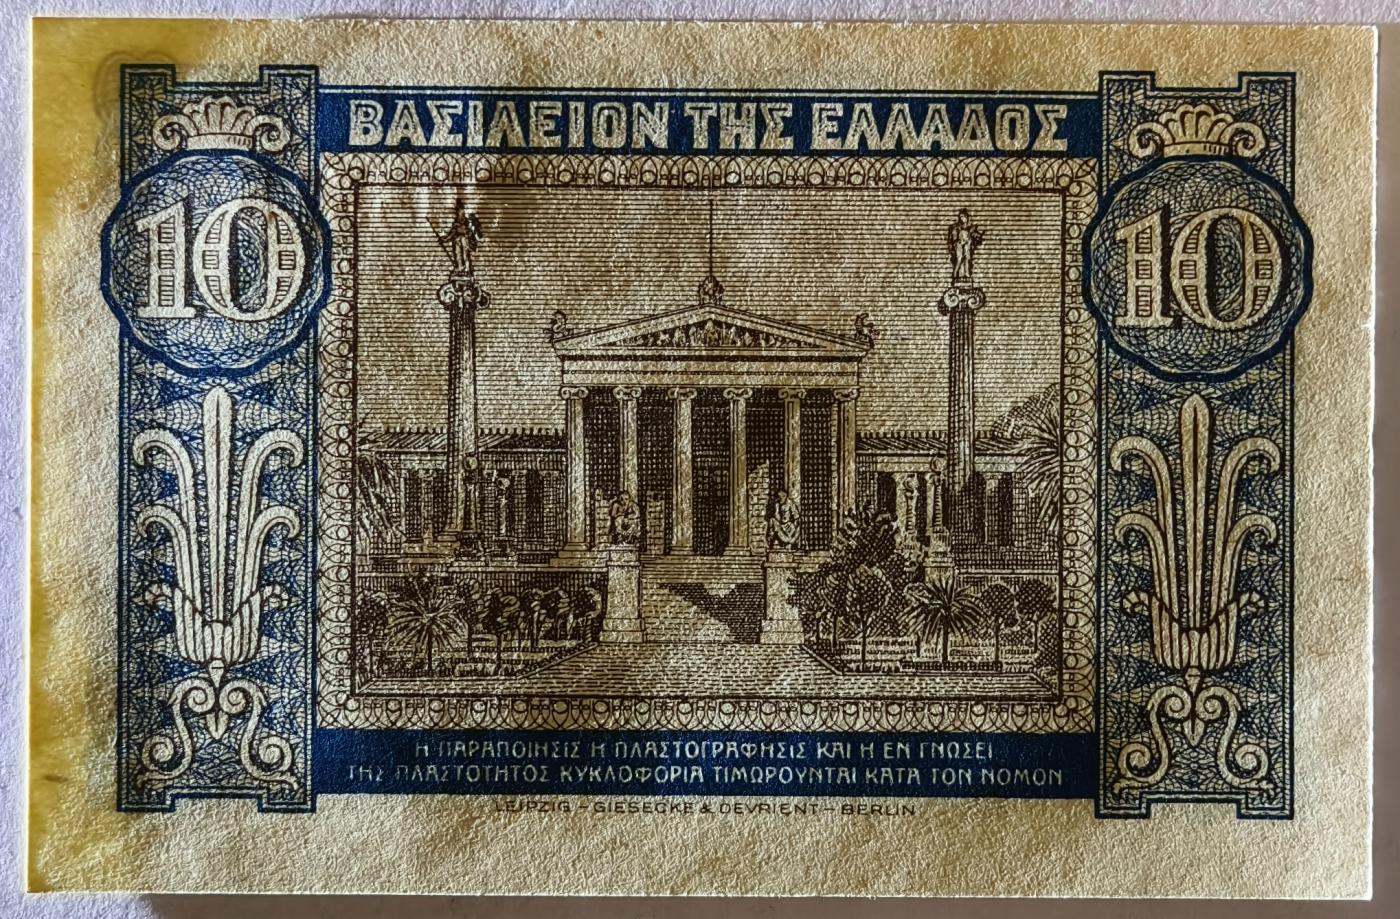 ΒΑΣΙΛΕΙΟΝ ΤΗΣ ΕΛΛΑΔΟΣ
10 10
Η ΠΑΡΑΠΟΙΗΣΙΣ Η ΠΛΑΣΤΟΓΡΑΦΗΣΙΣ ΚΑΙ Η ΕΝ ΓΝΩΣΕΙ
ΤΗΣ ΠΛΑΣΤΟΤΗΤΟΣ ΚΥΚΛΟΦΟΡΙΑ ΤΙΜΩΡΟΥΝΤΑΙ ΚΑΤΑ ΤΟΝ ΝΟΜΟΝ
LEIPZIG – GIESECKE & DEVRIENT – BERLIN